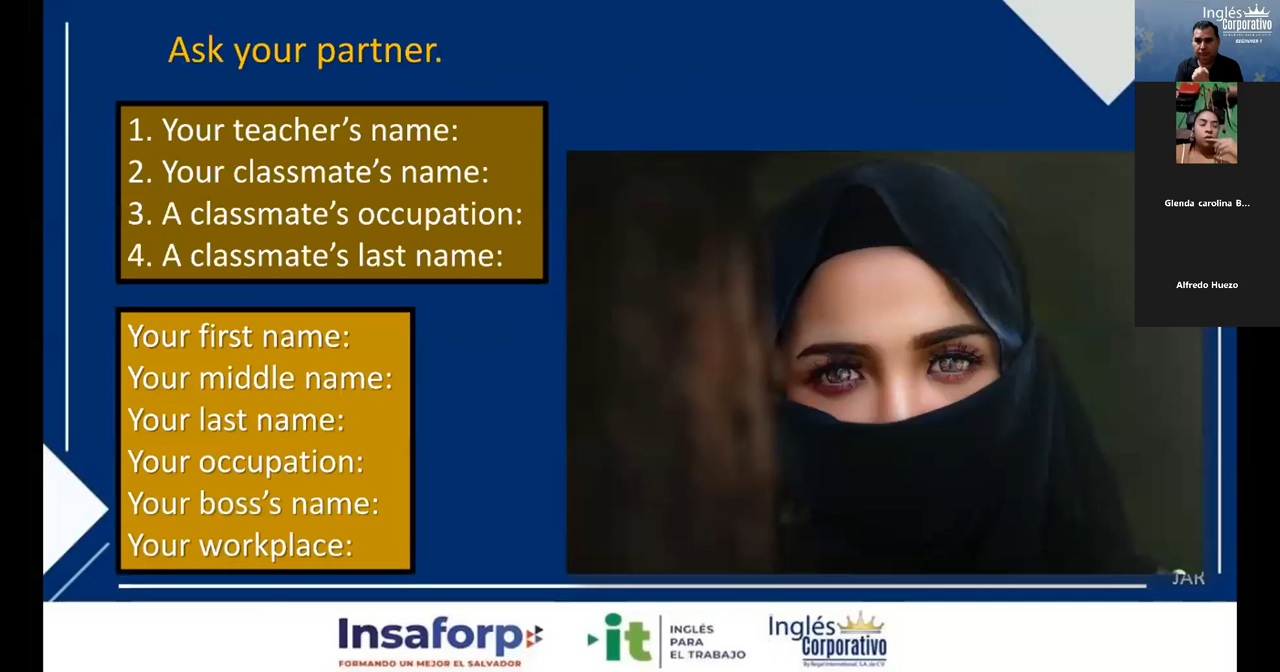 Ask your partner.
1. Your teacher's name:
2. Your classmate's name:
3. A classmate's occupation:
4. A classmate's last name:
Your first name:
Your middle name:
Your last name:
Your occupation:
Your boss's name:
Your workplace:
JAR
Insaforp
FORMANDO UN MEJOR EL SALVADOR
it
INGLÉS
PARA
EL TRABAJO
Inglés
Corporativo
By Regal International, S.A. de C.V.
Inglés
Corporativo
BEGINNER 1
Glenda carolina B...
Alfredo Huezo